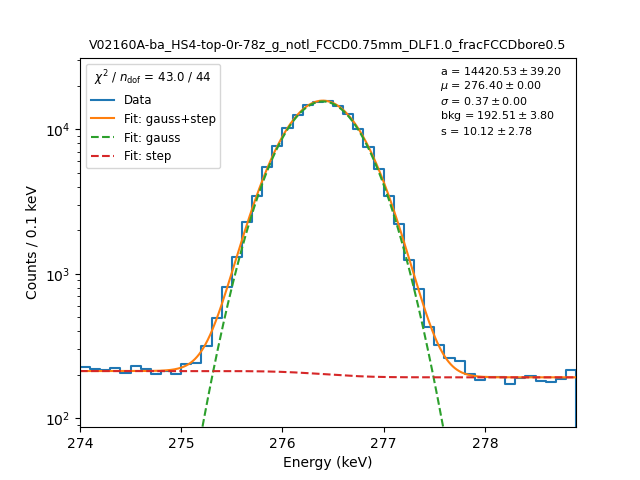 V02160A-ba_HS4-top-0r-78z_g_notl_FCCD0.75mm_DLF1.0_fracFCCDbore0.5
χ² / n_dof = 43.0 / 44
Data
Fit: gauss+step
Fit: gauss
Fit: step
a = 14420.53 ± 39.20
μ = 276.40 ± 0.00
σ = 0.37 ± 0.00
bkg = 192.51 ± 3.80
s = 10.12 ± 2.78
Counts / 0.1 keV
10⁴
10³
10²
274 275 276 277 278
Energy (keV)